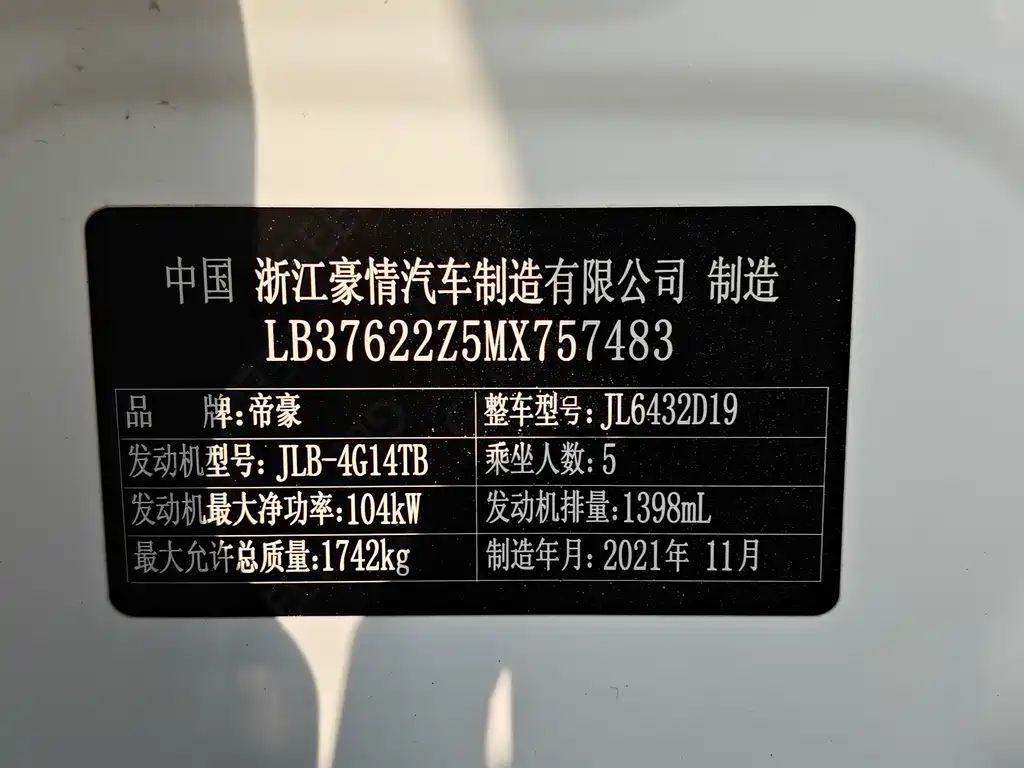 中国 浙江豪情汽车制造有限公司 制造
LB37622Z5MX757483
品 牌:帝豪 整车型号:JL6432D19
发动机型号:JLB-4G14TB 乘坐人数:5
发动机最大净功率:104kW 发动机排量:1398mL
最大允许总质量:1742kg 制造年月:2021年 11月